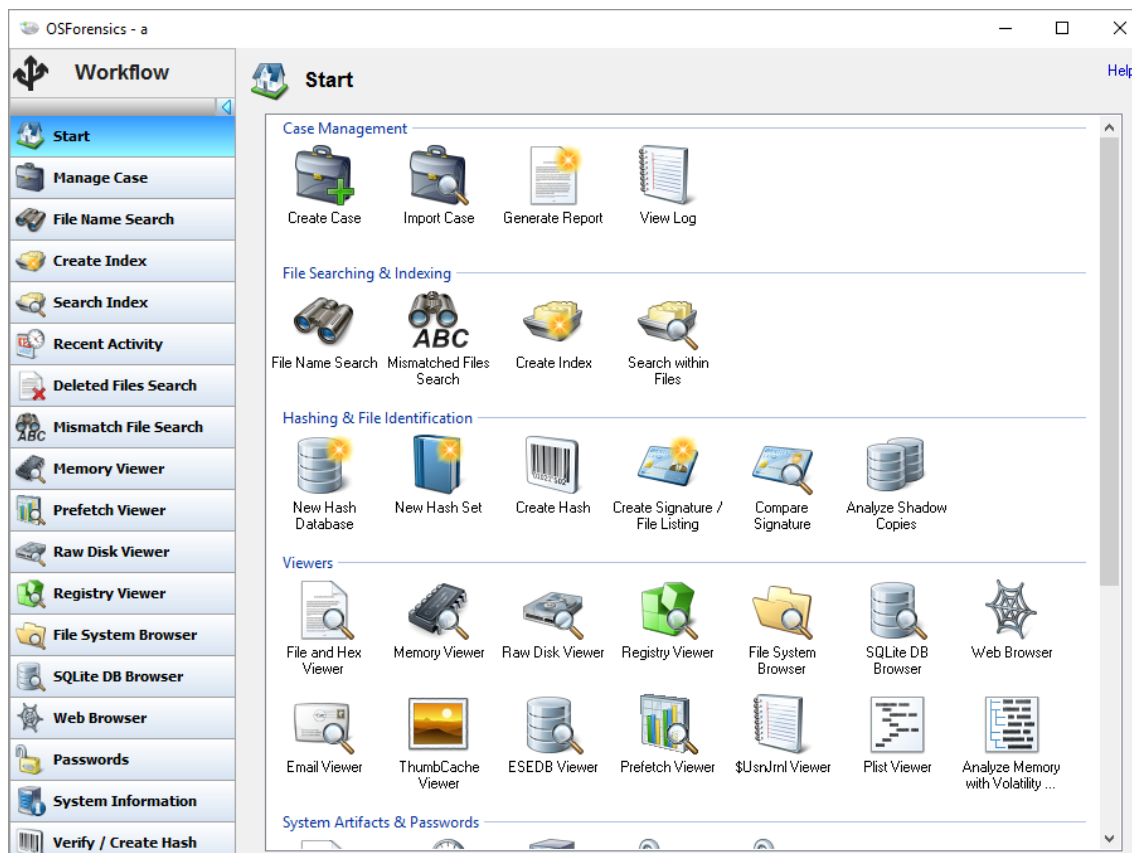 OSForensics - a
Workflow
Start
Manage Case
File Name Search
Create Index
Search Index
Recent Activity
Deleted Files Search
ABC
Mismatch File Search
Memory Viewer
Prefetch Viewer
Raw Disk Viewer
Registry Viewer
File System Browser
SQLite DB Browser
Web Browser
Passwords
System Information
Verify / Create Hash
Start
Help
Case Management
Create Case
Import Case
Generate Report
View Log
File Searching & Indexing
ABC
File Name Search
Mismatched Files
Search
Create Index
Search within
Files
Hashing & File Identification
New Hash
Database
New Hash Set
Create Hash
Create Signature /
File Listing
Compare
Signature
Analyze Shadow
Copies
Viewers
File and Hex
Viewer
Memory Viewer
Raw Disk Viewer
Registry Viewer
File System
Browser
SQLite DB
Browser
Web Browser
Email Viewer
ThumbCache
Viewer
ESEDB Viewer
Prefetch Viewer
$UsnJrnl Viewer
Plist Viewer
Analyze Memory
with Volatility ...
System Artifacts & Passwords